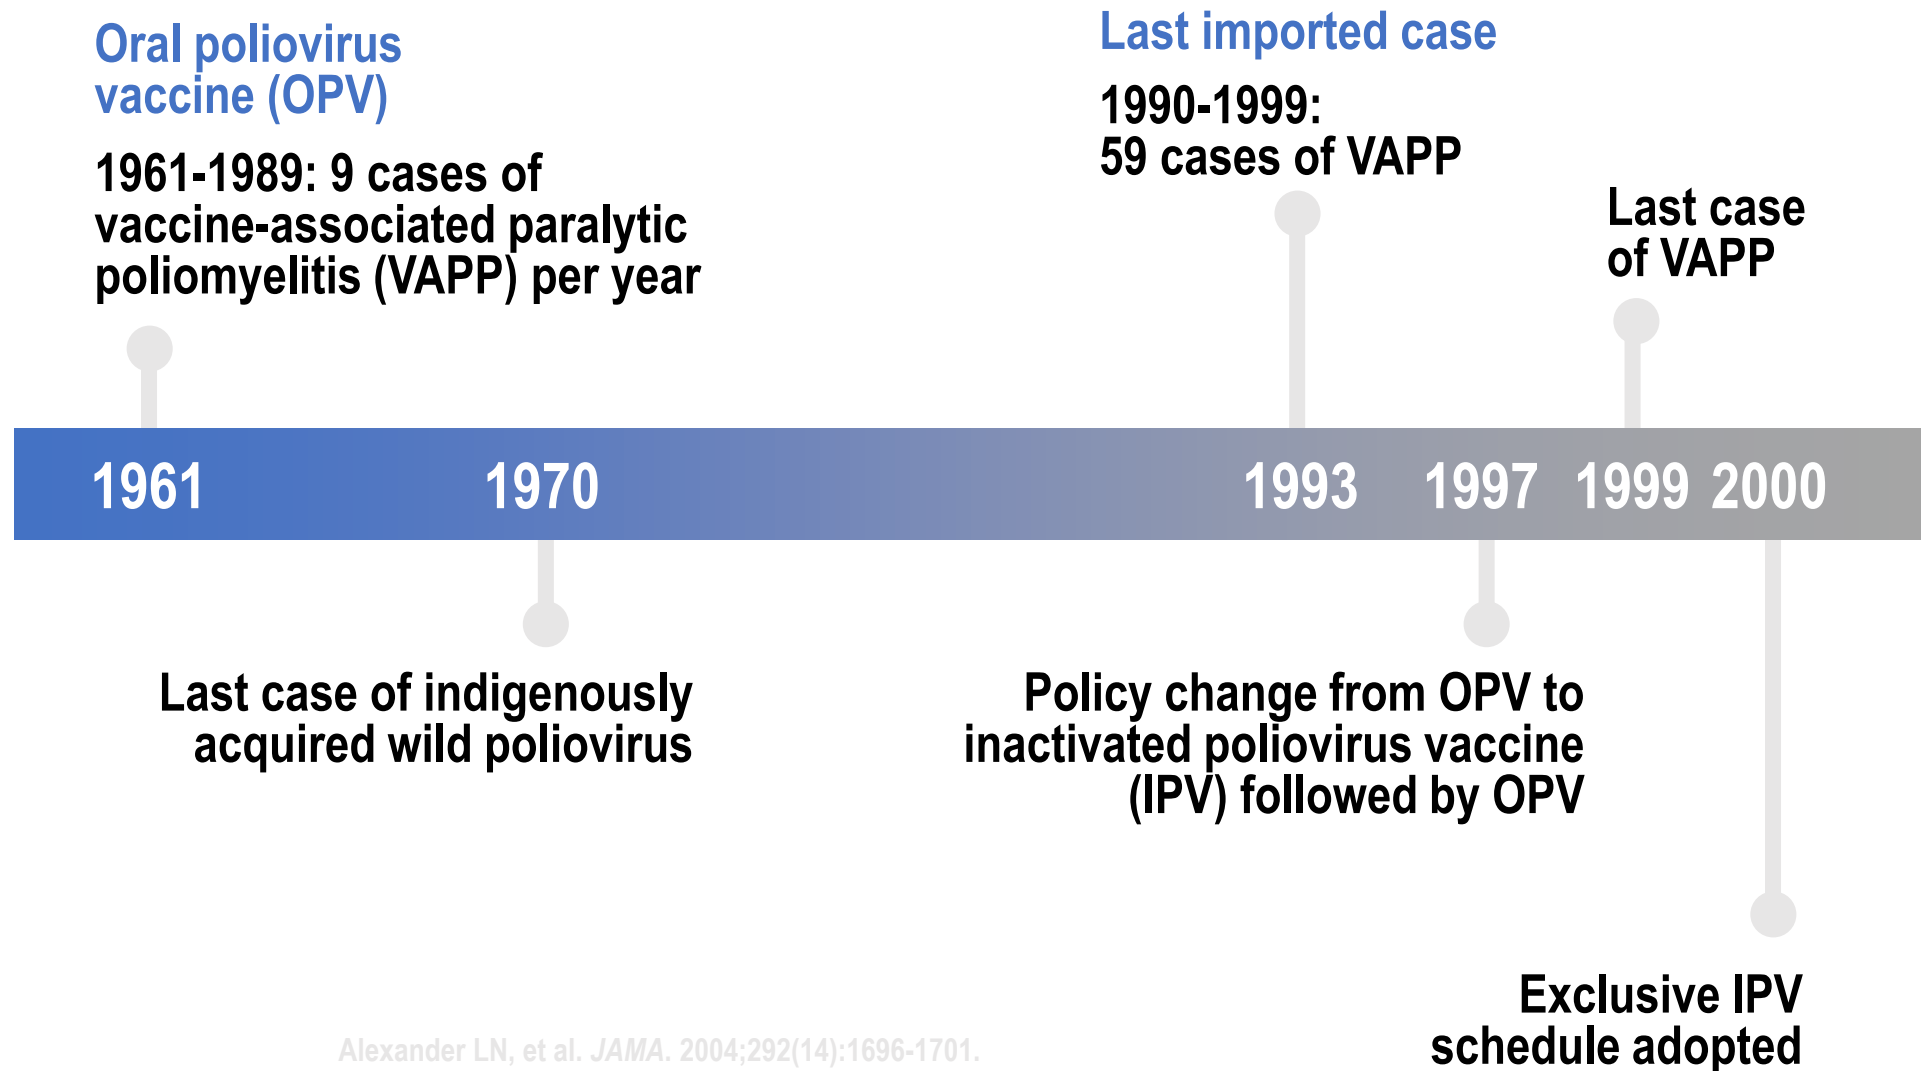 Oral poliovirus
vaccine (OPV)
1961-1989: 9 cases of
vaccine-associated paralytic
poliomyelitis (VAPP) per year
Last imported case
1990-1999:
59 cases of VAPP
Last case
of VAPP
1961
1970
1993
1997
1999
2000
Last case of indigenously
acquired wild poliovirus
Policy change from OPV to
inactivated poliovirus vaccine
(IPV) followed by OPV
Exclusive IPV
schedule adopted
Alexander LN, et al. JAMA. 2004;292(14):1696-1701.